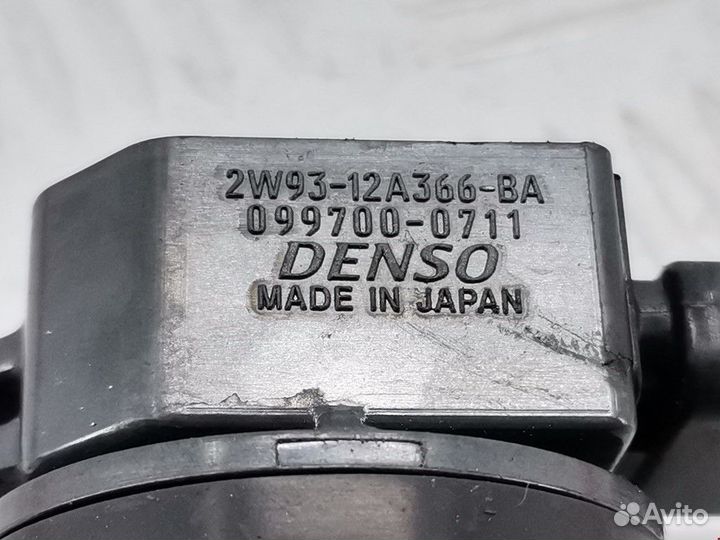 2W93-12A366-BA
099700-0711
DENSO
MADE IN JAPAN
Avito